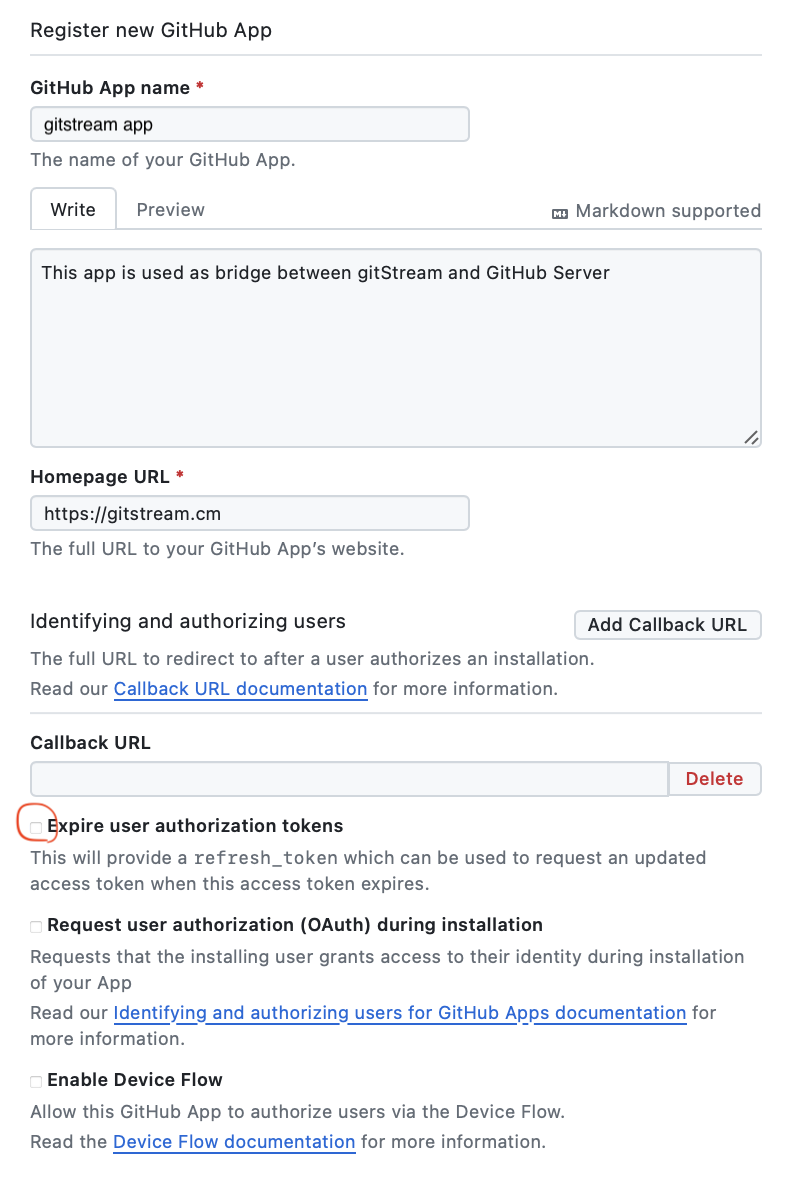 Register new GitHub App
GitHub App name *
gitstream app
The name of your GitHub App.
Write Preview Markdown supported
This app is used as bridge between gitStream and GitHub Server
Homepage URL *
https://gitstream.cm
The full URL to your GitHub App's website.
Identifying and authorizing users Add Callback URL
The full URL to redirect to after a user authorizes an installation.
Read our Callback URL documentation for more information.
Callback URL
Delete
Expire user authorization tokens
This will provide a refresh_token which can be used to request an updated
access token when this access token expires.
Request user authorization (OAuth) during installation
Requests that the installing user grants access to their identity during installation
of your App
Read our Identifying and authorizing users for GitHub Apps documentation for
more information.
Enable Device Flow
Allow this GitHub App to authorize users via the Device Flow.
Read the Device Flow documentation for more information.